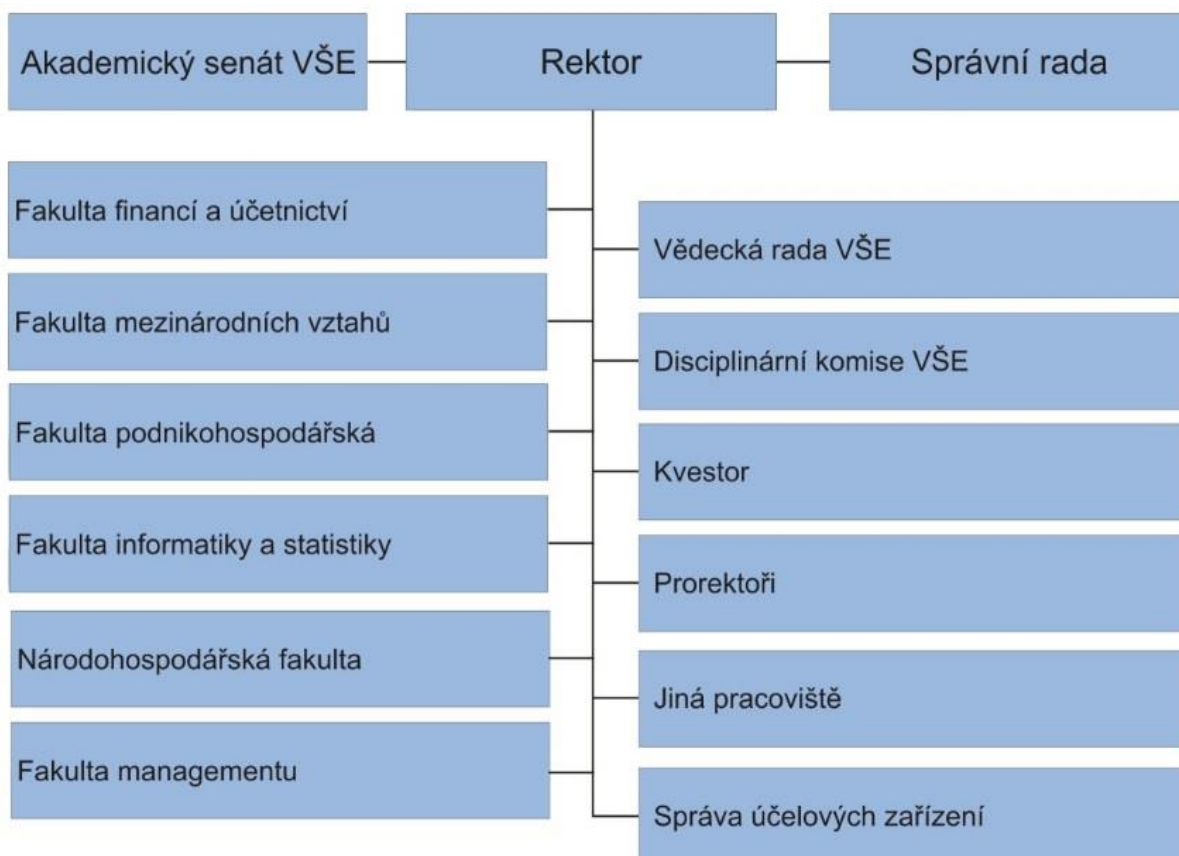 Akademický senát VŠE
Rektor
Správní rada
Fakulta financí a účetnictví
Fakulta mezinárodních vztahů
Fakulta podnikohospodářská
Fakulta informatiky a statistiky
Národohospodářská fakulta
Fakulta managementu
Vědecká rada VŠE
Disciplinární komise VŠE
Kvestor
Prorektoři
Jiná pracoviště
Správa účelových zařízení